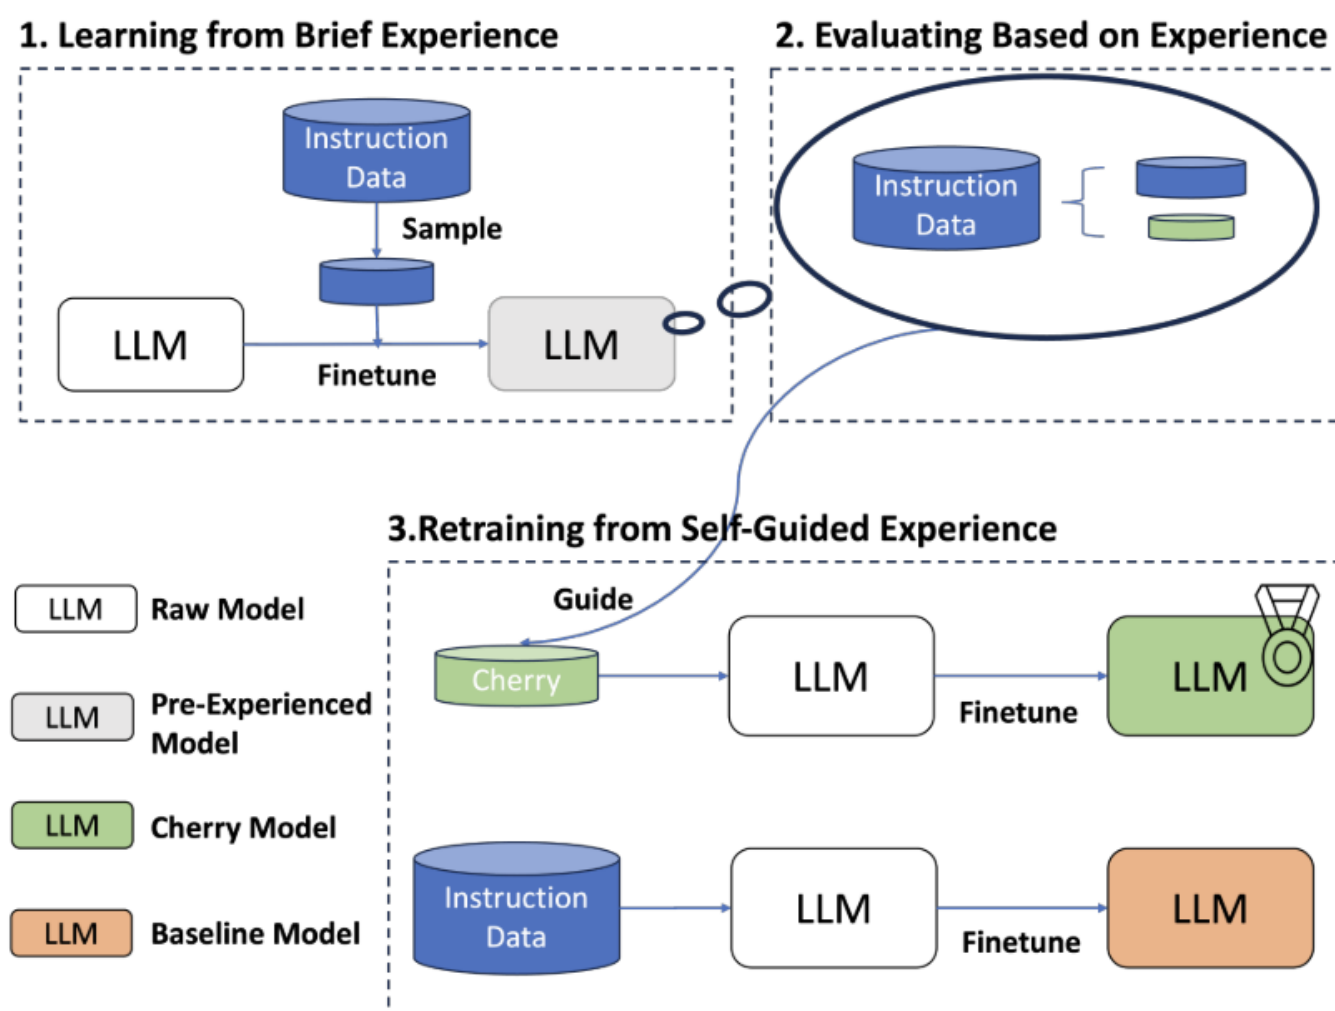 1. Learning from Brief Experience
Instruction
Data
Sample
LLM
LLM
Finetune
2. Evaluating Based on Experience
Instruction
Data
3.Retraining from Self-Guided Experience
Guide
Cherry
LLM
LLM
Finetune
Instruction
Data
LLM
LLM
Finetune
LLM Raw Model
LLM Pre-Experienced
Model
LLM Cherry Model
LLM Baseline Model